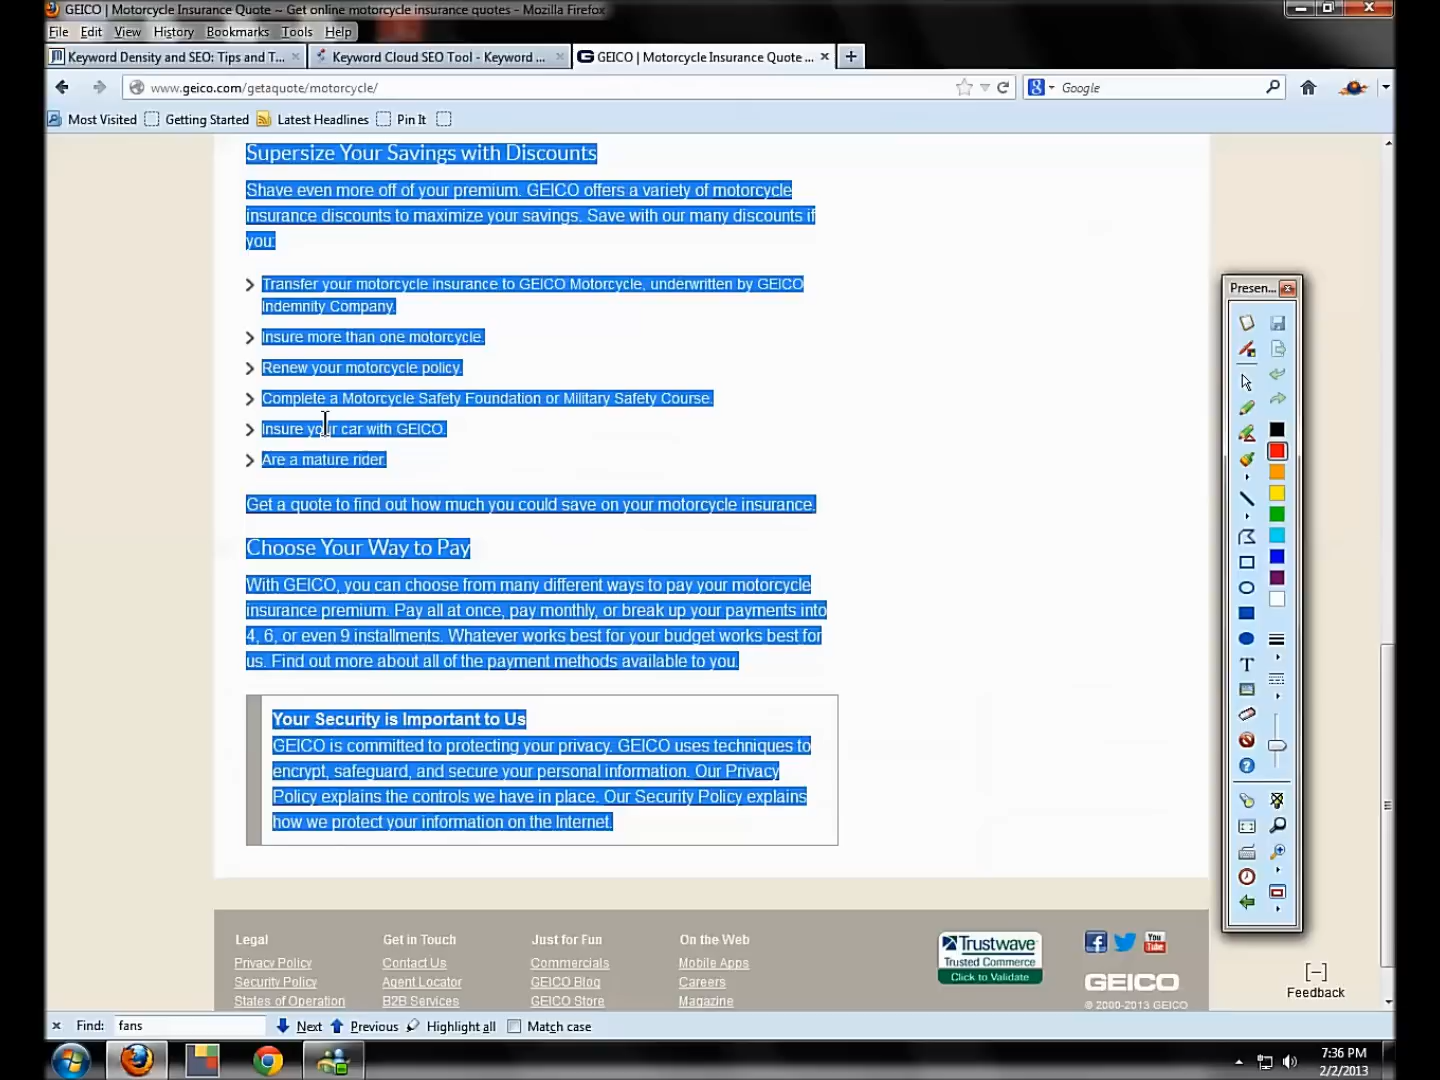 GEICO | Motorcycle Insurance Quote ~ Get online motorcycle insurance quotes - Mozilla Firefox
File Edit View History Bookmarks Tools Help
Keyword Density and SEO: Tips and T... Keyword Cloud SEO Tool - Keyword ... GEICO | Motorcycle Insurance Quote ...
www.geico.com/getaquote/motorcycle/ Google
Most Visited Getting Started Latest Headlines Pin It
Supersize Your Savings with Discounts
Shave even more off of your premium. GEICO offers a variety of motorcycle
insurance discounts to maximize your savings. Save with our many discounts if
you:
Transfer your motorcycle insurance to GEICO Motorcycle, underwritten by GEICO
Indemnity Company.
Insure more than one motorcycle.
Renew your motorcycle policy.
Complete a Motorcycle Safety Foundation or Military Safety Course.
Insure your car with GEICO.
Are a mature rider.
Get a quote to find out how much you could save on your motorcycle insurance.
Choose Your Way to Pay
With GEICO, you can choose from many different ways to pay your motorcycle
insurance premium. Pay all at once, pay monthly, or break up your payments into
4, 6, or even 9 installments. Whatever works best for your budget works best for
us. Find out more about all of the payment methods available to you.
Your Security is Important to Us
GEICO is committed to protecting your privacy. GEICO uses techniques to
encrypt, safeguard, and secure your personal information. Our Privacy
Policy explains the controls we have in place. Our Security Policy explains
how we protect your information on the Internet.
Presen...
T
Legal Get in Touch Just for Fun On the Web
Privacy Policy Contact Us Commercials Mobile Apps
Security Policy Agent Locator GEICO Blog Careers
States of Operation B2B Services GEICO Store Magazine
Trustwave
Trusted Commerce
Click to Validate
You Tube
GEICO
© 2000-2013 GEICO
[–]
Feedback
Find: fans Next Previous Highlight all Match case
7:36 PM
2/2/2013